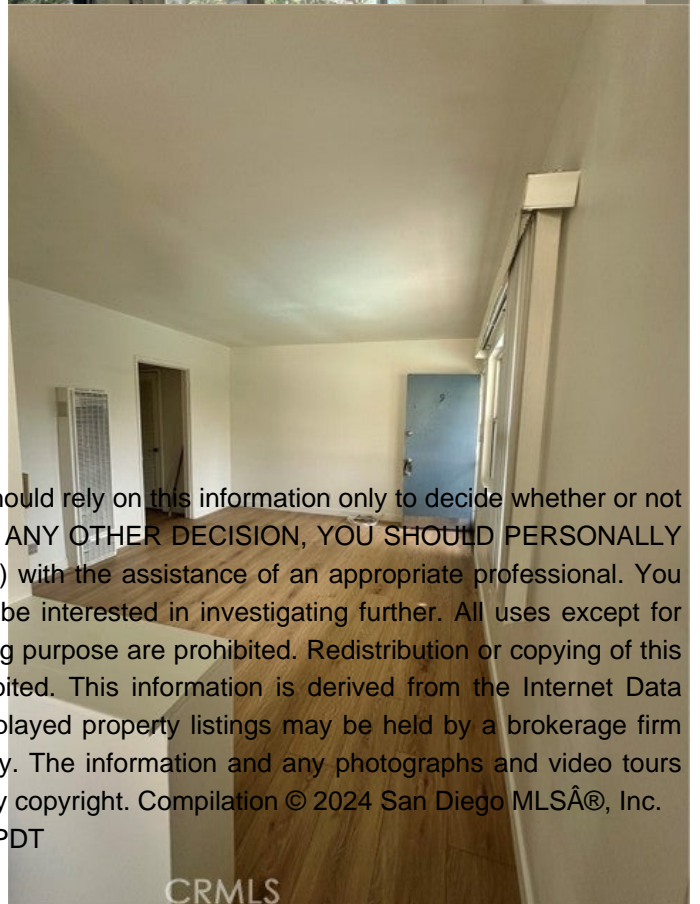 9
ould rely on this information only to decide whether or not
ANY OTHER DECISION, YOU SHOULD PERSONALLY
) with the assistance of an appropriate professional. You
be interested in investigating further. All uses except for
g purpose are prohibited. Redistribution or copying of this
ited. This information is derived from the Internet Data
played property listings may be held by a brokerage firm
y. The information and any photographs and video tours
y copyright. Compilation © 2024 San Diego MLSÂ®, Inc.
PDT
CRMLS